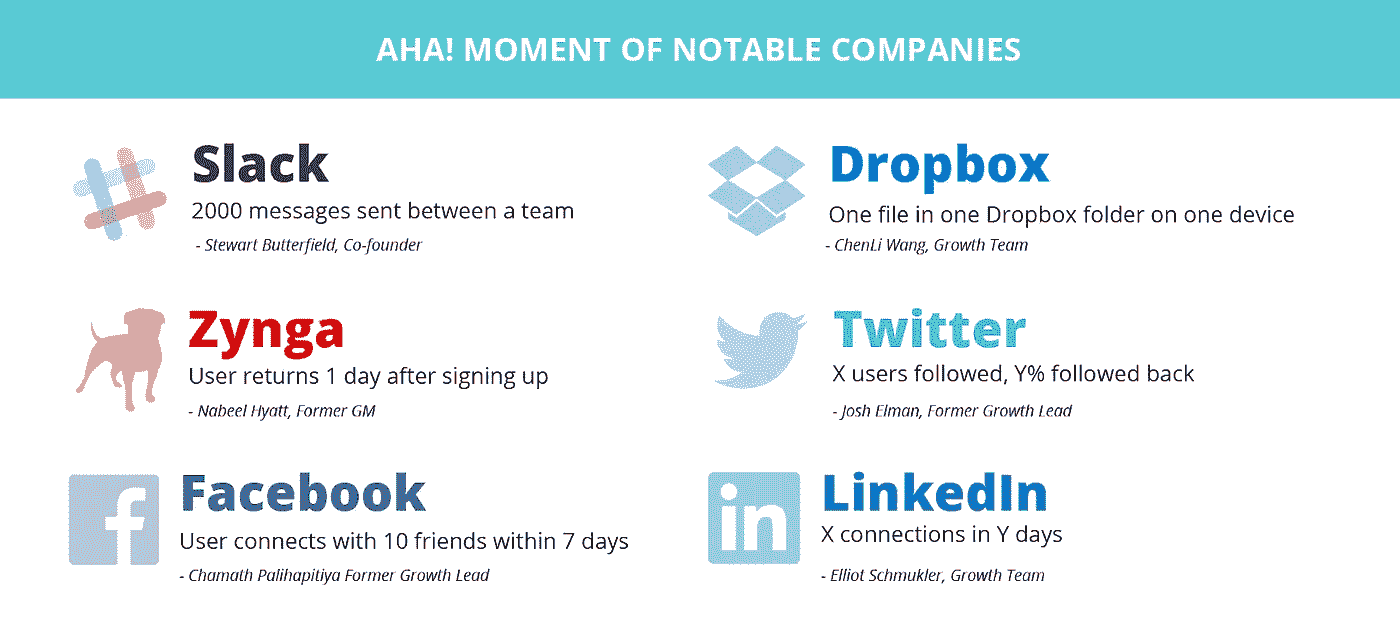 AHA! MOMENT OF NOTABLE COMPANIES
Slack
2000 messages sent between a team
- Stewart Butterfield, Co-founder
Dropbox
One file in one Dropbox folder on one device
- ChenLi Wang, Growth Team
Zynga
User returns 1 day after signing up
- Nabeel Hyatt, Former GM
Twitter
X users followed, Y% followed back
- Josh Elman, Former Growth Lead
f
Facebook
User connects with 10 friends within 7 days
- Chamath Palihapitiya Former Growth Lead
in
LinkedIn
X connections in Y days
- Elliot Schmukler, Growth Team